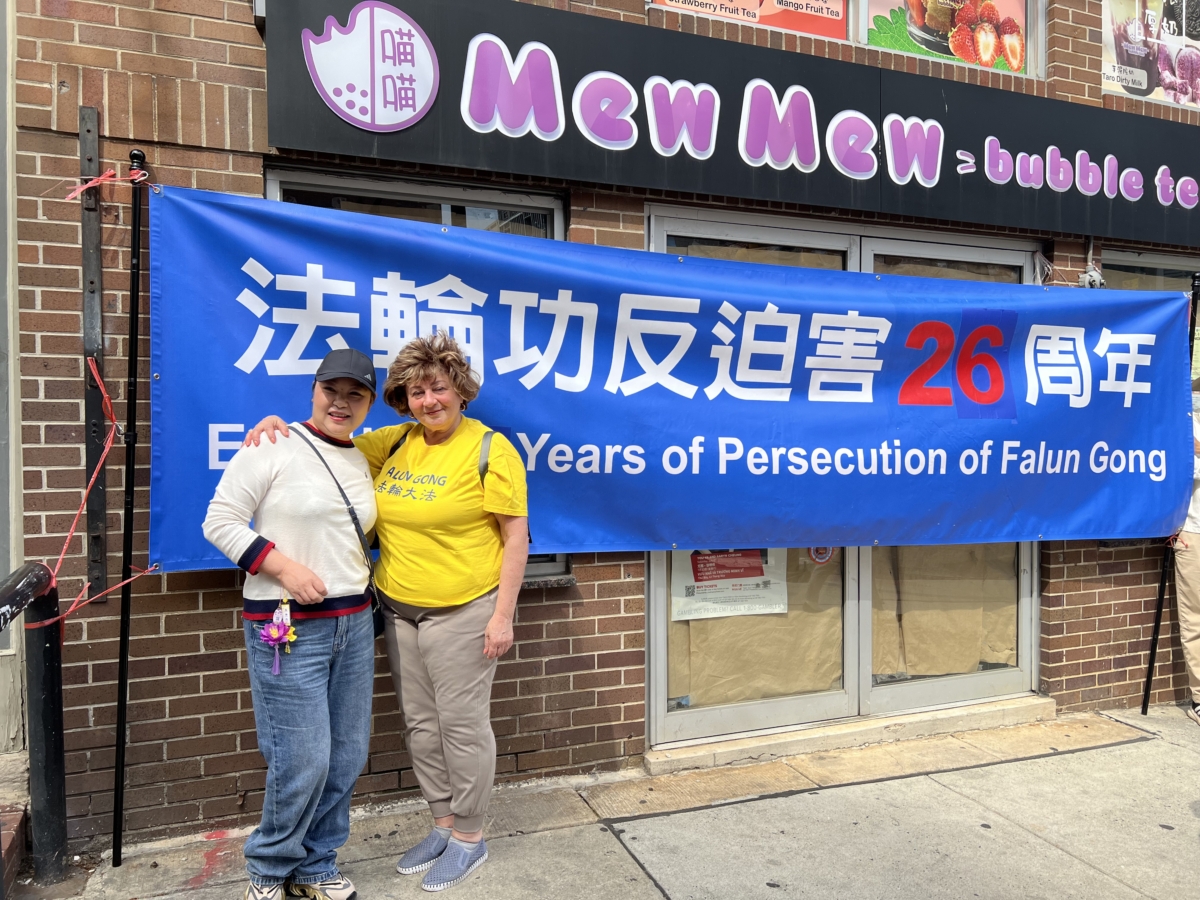 Strawberry Fruit Tea
Mango Fruit Tea
喵喵
Mew Mew
bubble te
Taro Dirty Milk
法輪功反迫害26周年
E Years of Persecution of Falun Gong
ALUN GONG
法輪大法